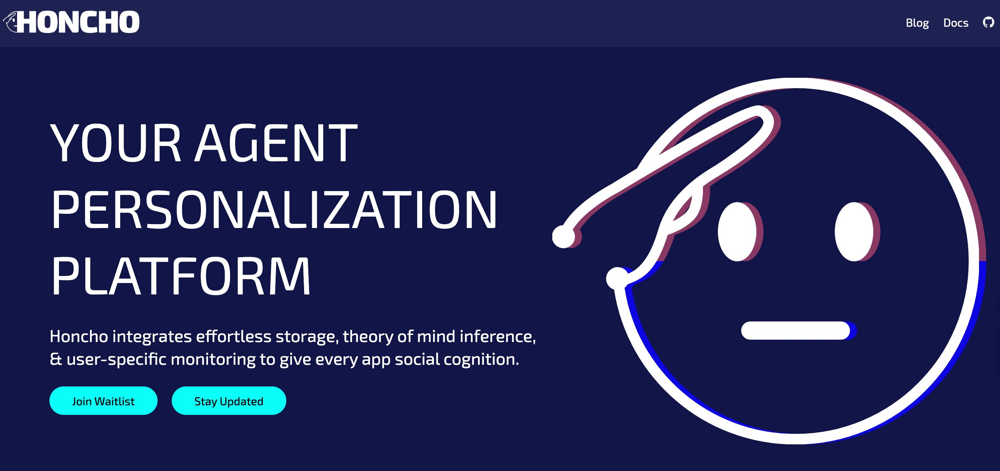 HONCHO
Blog
Docs
YOUR AGENT
PERSONALIZATION
PLATFORM
Honcho integrates effortless storage, theory of mind inference,
& user-specific monitoring to give every app social cognition.
Join Waitlist
Stay Updated